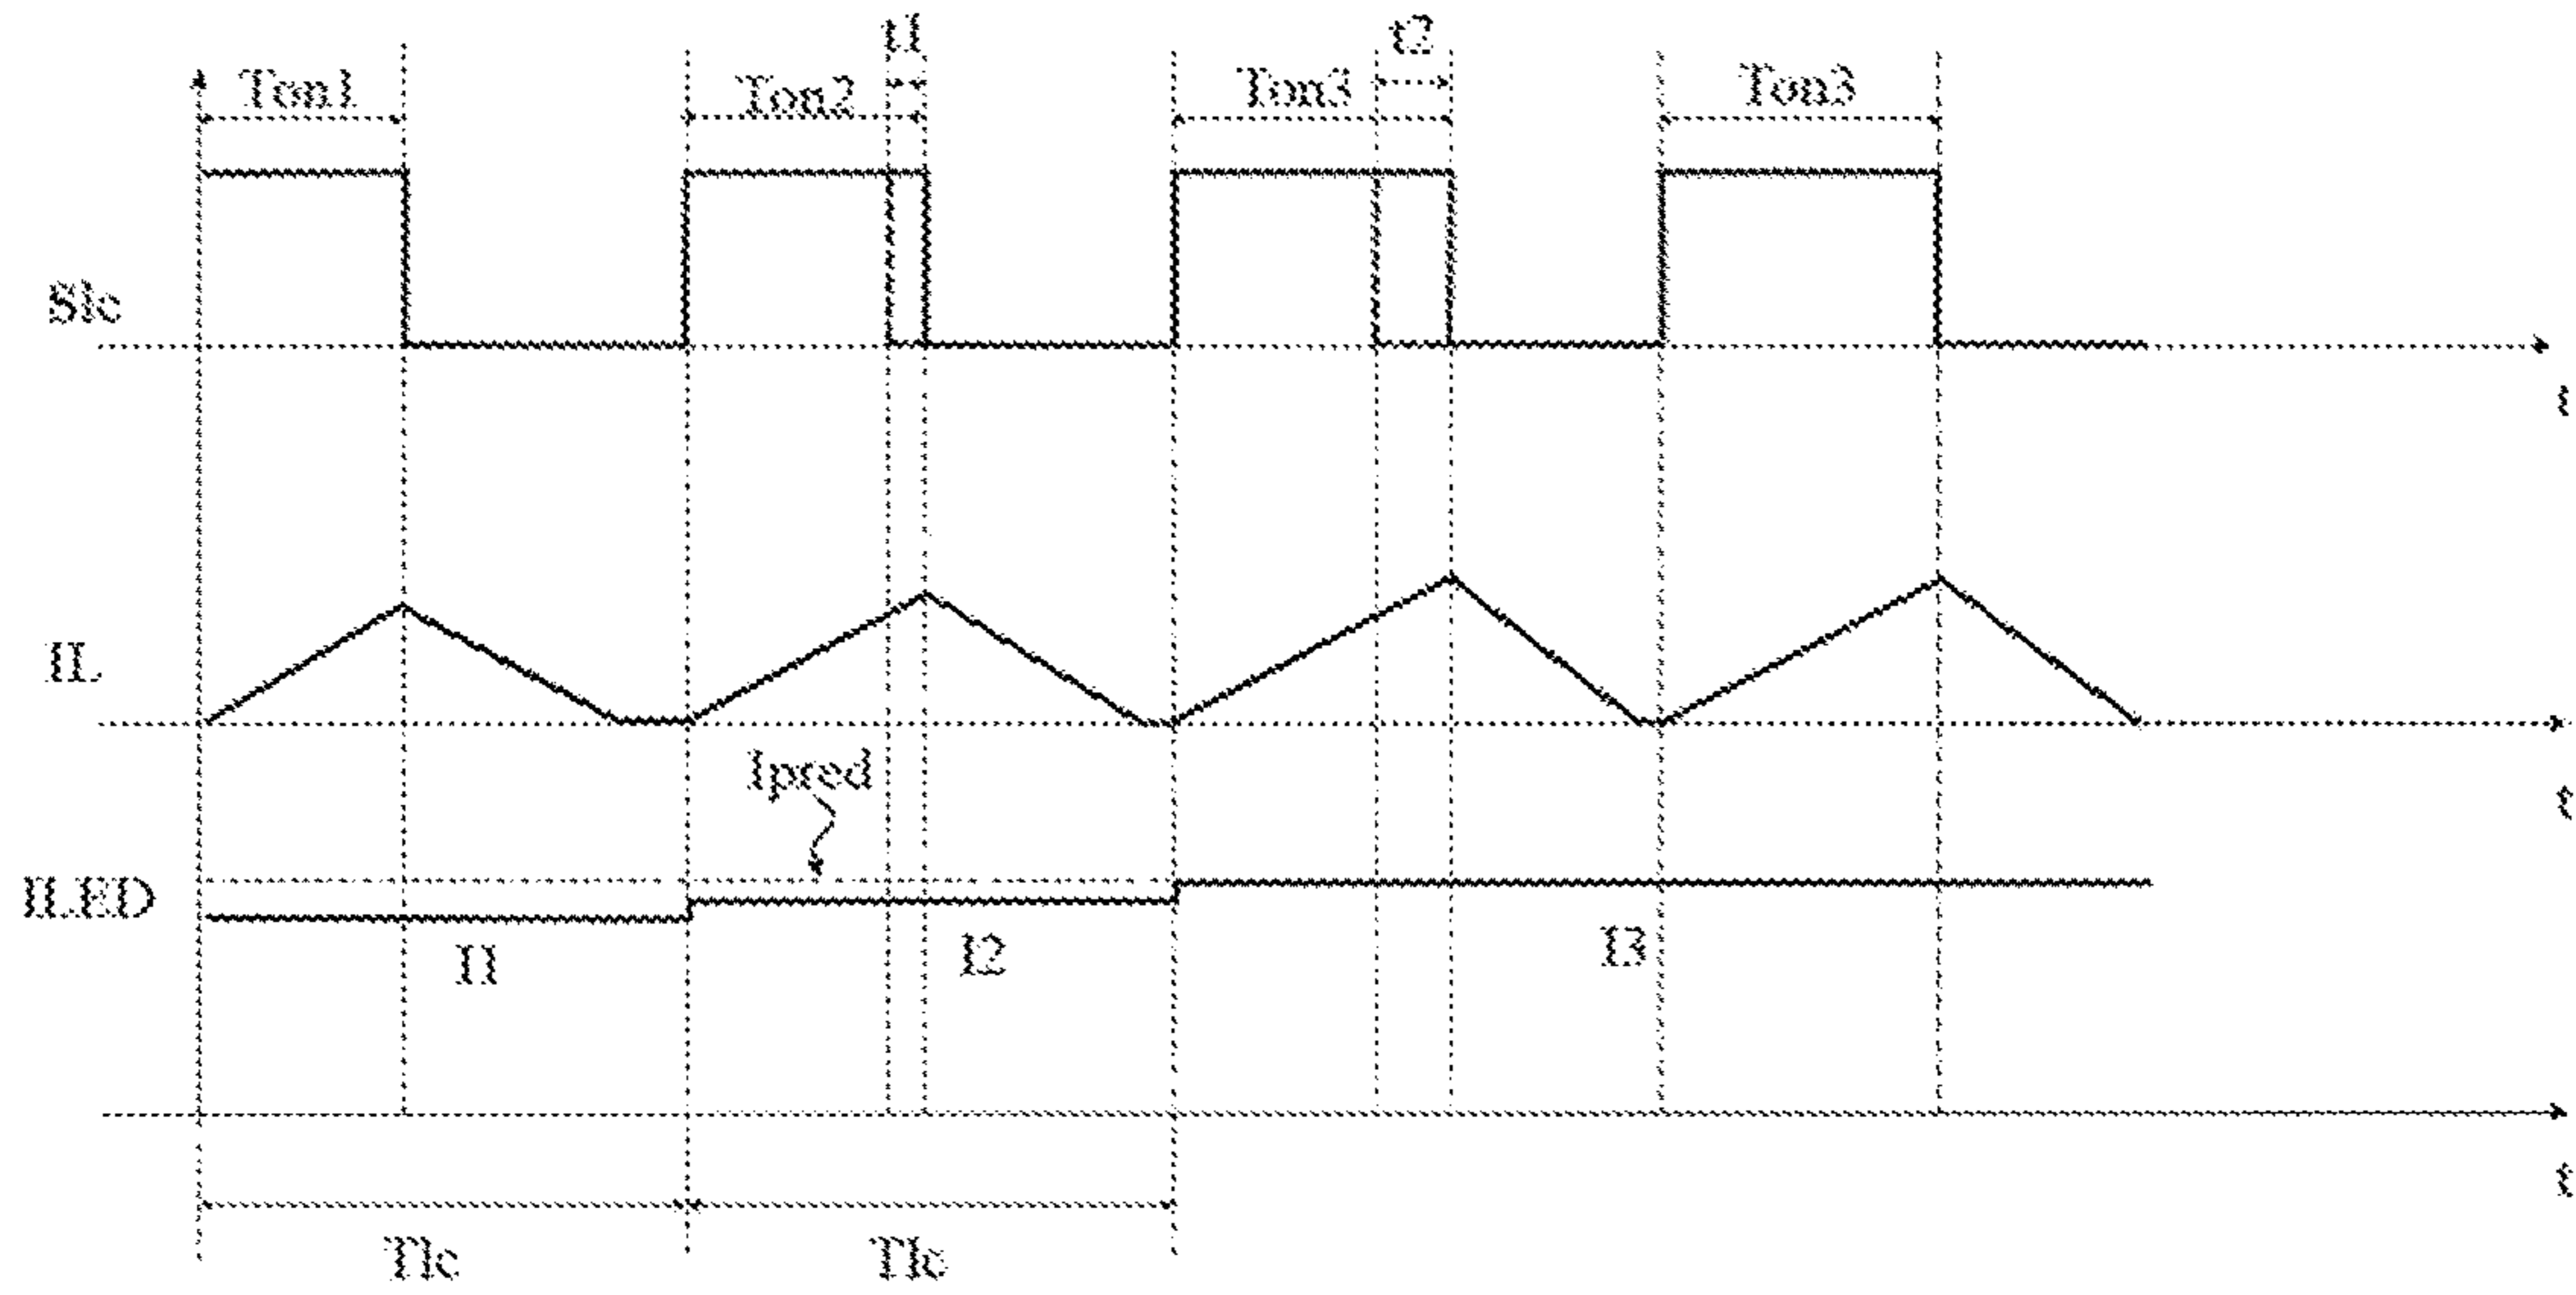 t1
t2
Ton1
Ton2
Ton3
Ton3
Slc
t
IL
t
Ipred
ILED
I1
I2
I3
t
Tlc
Tlc